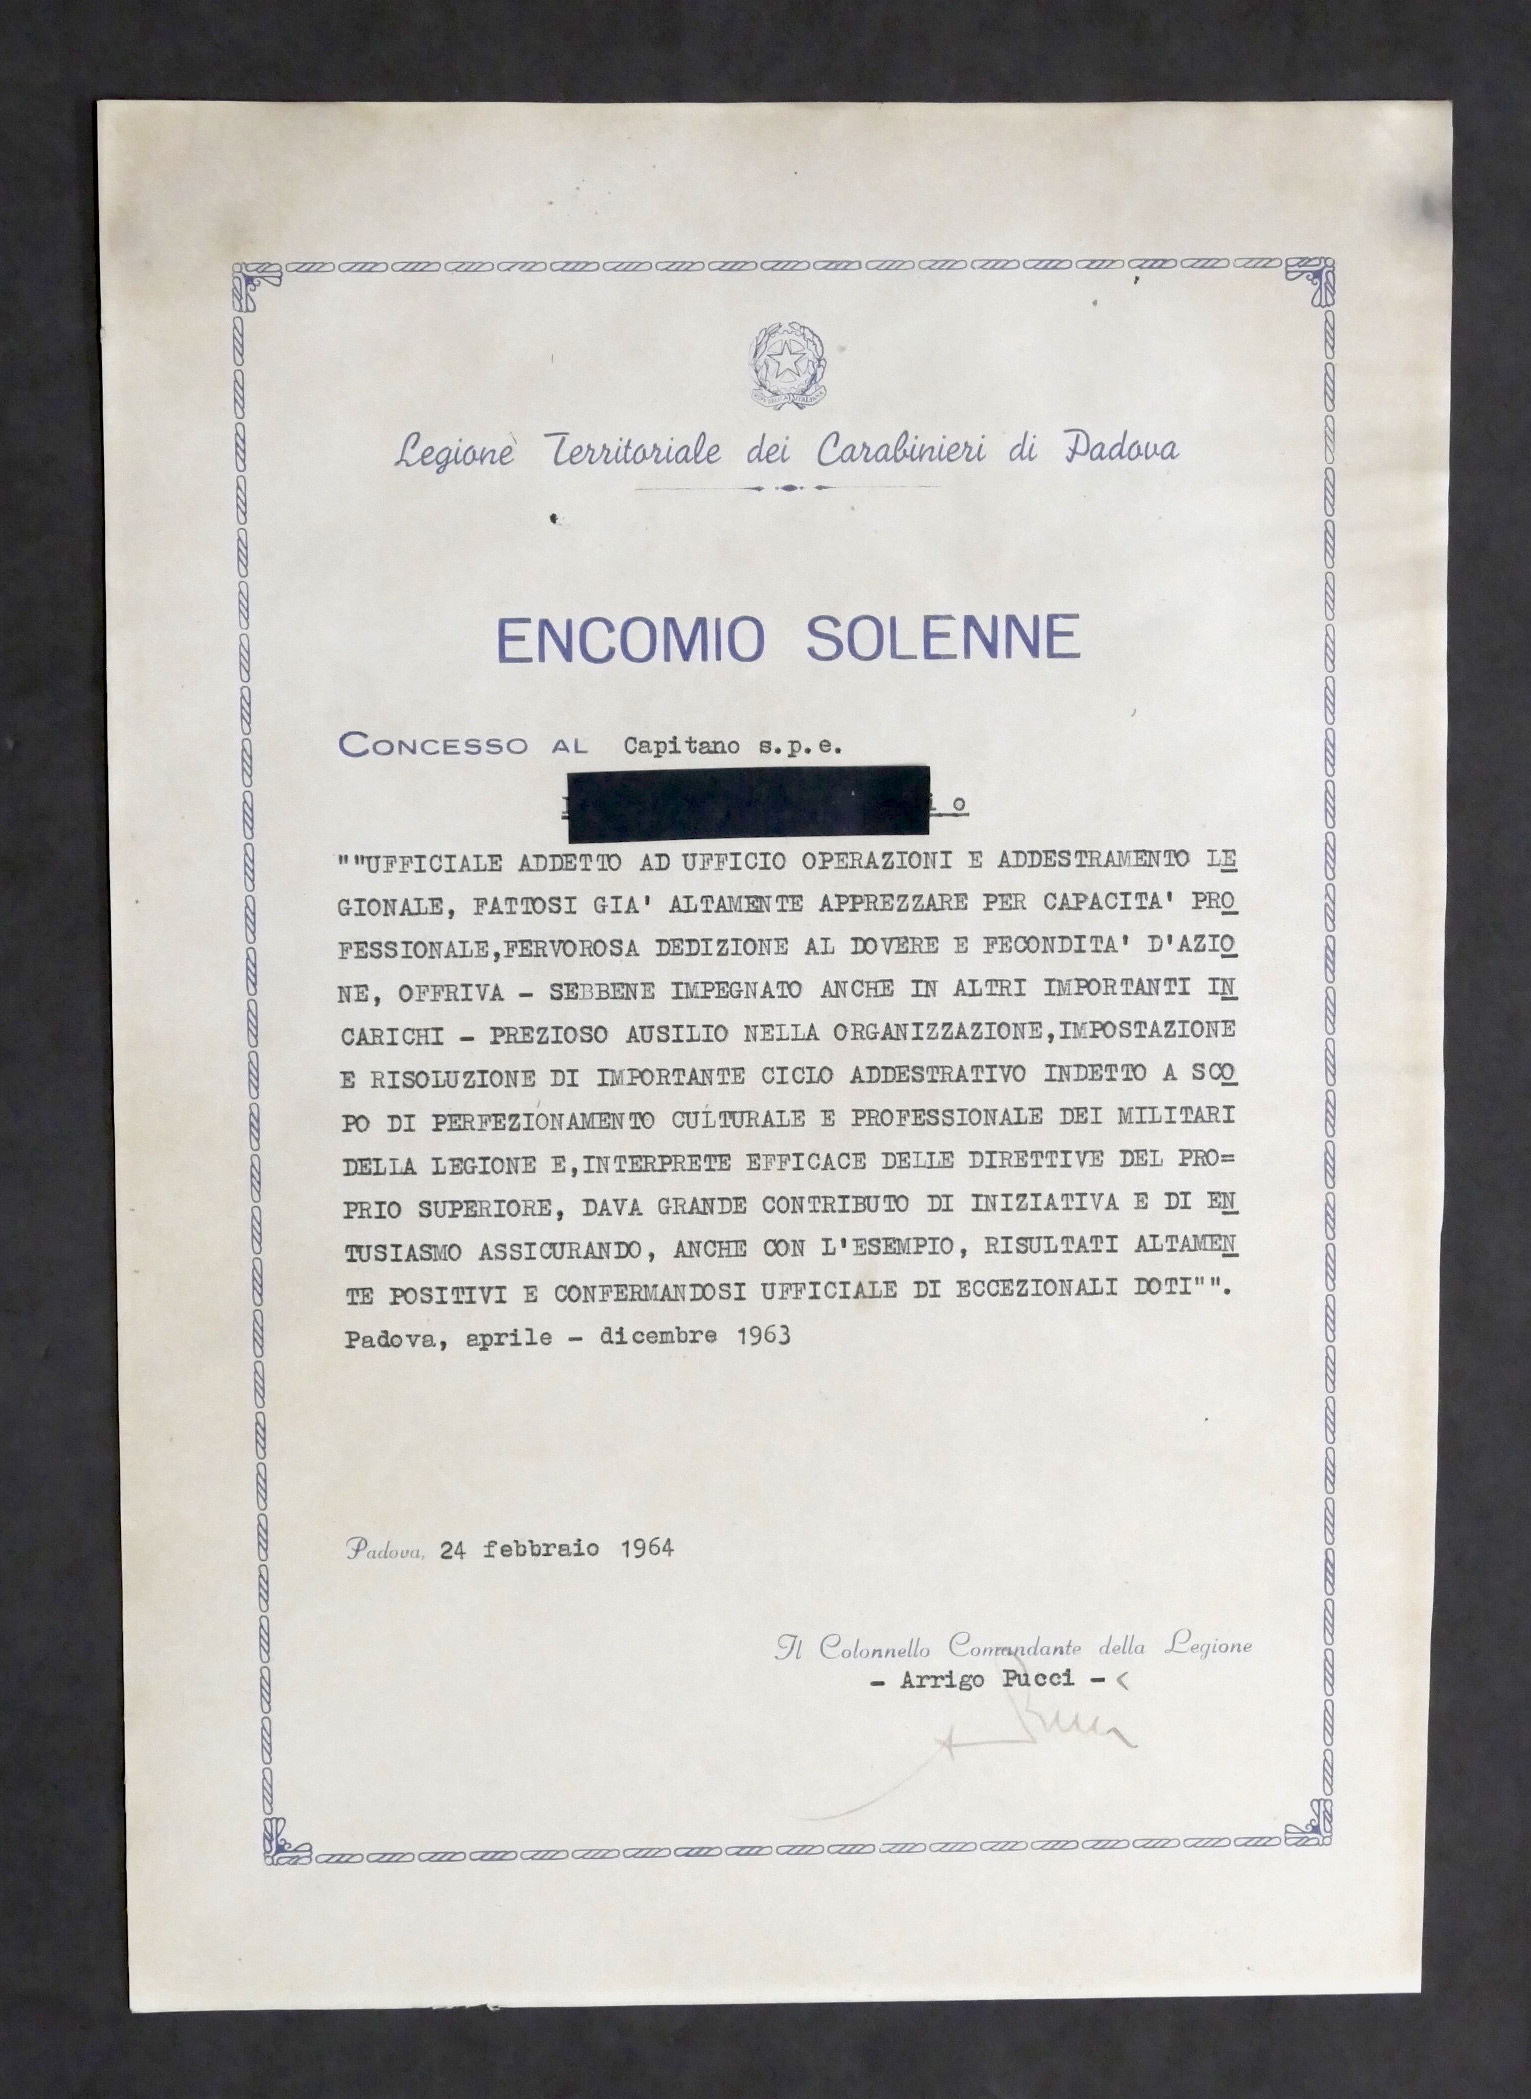 REPVBBLICA ITALIANA
Legione Territoriale dei Carabinieri di Padova
ENCOMIO SOLENNE
CONCESSO AL Capitano s.p.e.
i o
""UFFICIALE ADDETTO AD UFFICIO OPERAZIONI E ADDESTRAMENTO LE
GIONALE, FATTOSI GIA' ALTAMENTE APPREZZARE PER CAPACITA' PRO
FESSIONALE,FERVOROSA DEDIZIONE AL DOVERE E FECONDITA' D'AZIO
NE, OFFRIVA - SEBBENE IMPEGNATO ANCHE IN ALTRI IMPORTANTI IN
CARICHI - PREZIOSO AUSILIO NELLA ORGANIZZAZIONE,IMPOSTAZIONE
E RISOLUZIONE DI IMPORTANTE CICLO ADDESTRATIVO INDETTO A SCO
PO DI PERFEZIONAMENTO CULTURALE E PROFESSIONALE DEI MILITARI
DELLA LEGIONE E,INTERPRETE EFFICACE DELLE DIRETTIVE DEL PRO=
PRIO SUPERIORE, DAVA GRANDE CONTRIBUTO DI INIZIATIVA E DI EN
TUSIASMO ASSICURANDO, ANCHE CON L'ESEMPIO, RISULTATI ALTAMEN
TE POSITIVI E CONFERMANDOSI UFFICIALE DI ECCEZIONALI DOTI"".
Padova, aprile - dicembre 1963
Padova, 24 febbraio 1964
Il Colonnello Comandante della Legione
- Arrigo Pucci -